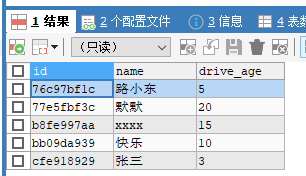 1 结果 2 个配置文件 3 信息 4 表数
（只读）
id name drive_age
76c97bf1c 路小东 5
77e5fbf3c 默默 20
b8fe997aa xxxx 15
bb09da939 快乐 10
cfe918929 张三 3